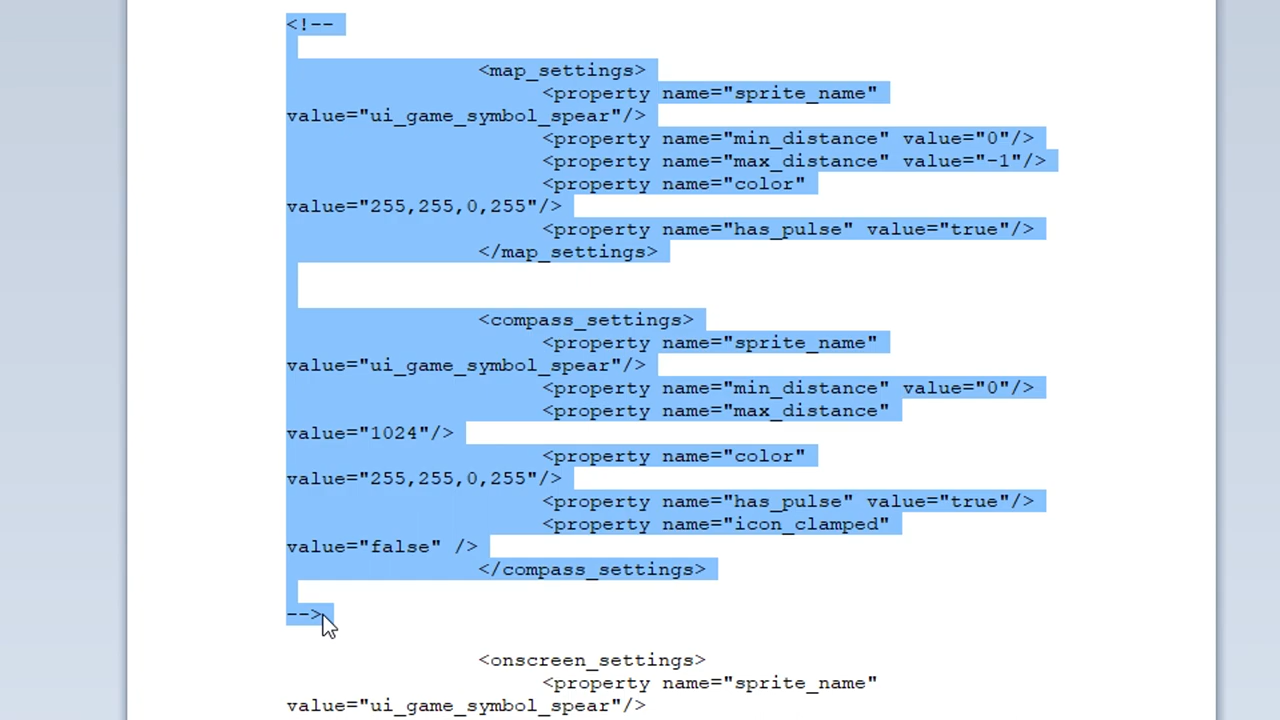 <!--
<map_settings>
<property name="sprite_name"
value="ui_game_symbol_spear"/>
<property name="min_distance" value="0"/>
<property name="max_distance" value="-1"/>
<property name="color"
value="255,255,0,255"/>
<property name="has_pulse" value="true"/>
</map_settings>
<compass_settings>
<property name="sprite_name"
value="ui_game_symbol_spear"/>
<property name="min_distance" value="0"/>
<property name="max_distance"
value="1024"/>
<property name="color"
value="255,255,0,255"/>
<property name="has_pulse" value="true"/>
<property name="icon_clamped"
value="false" />
</compass_settings>
-->
<onscreen_settings>
<property name="sprite_name"
value="ui_game_symbol_spear"/>